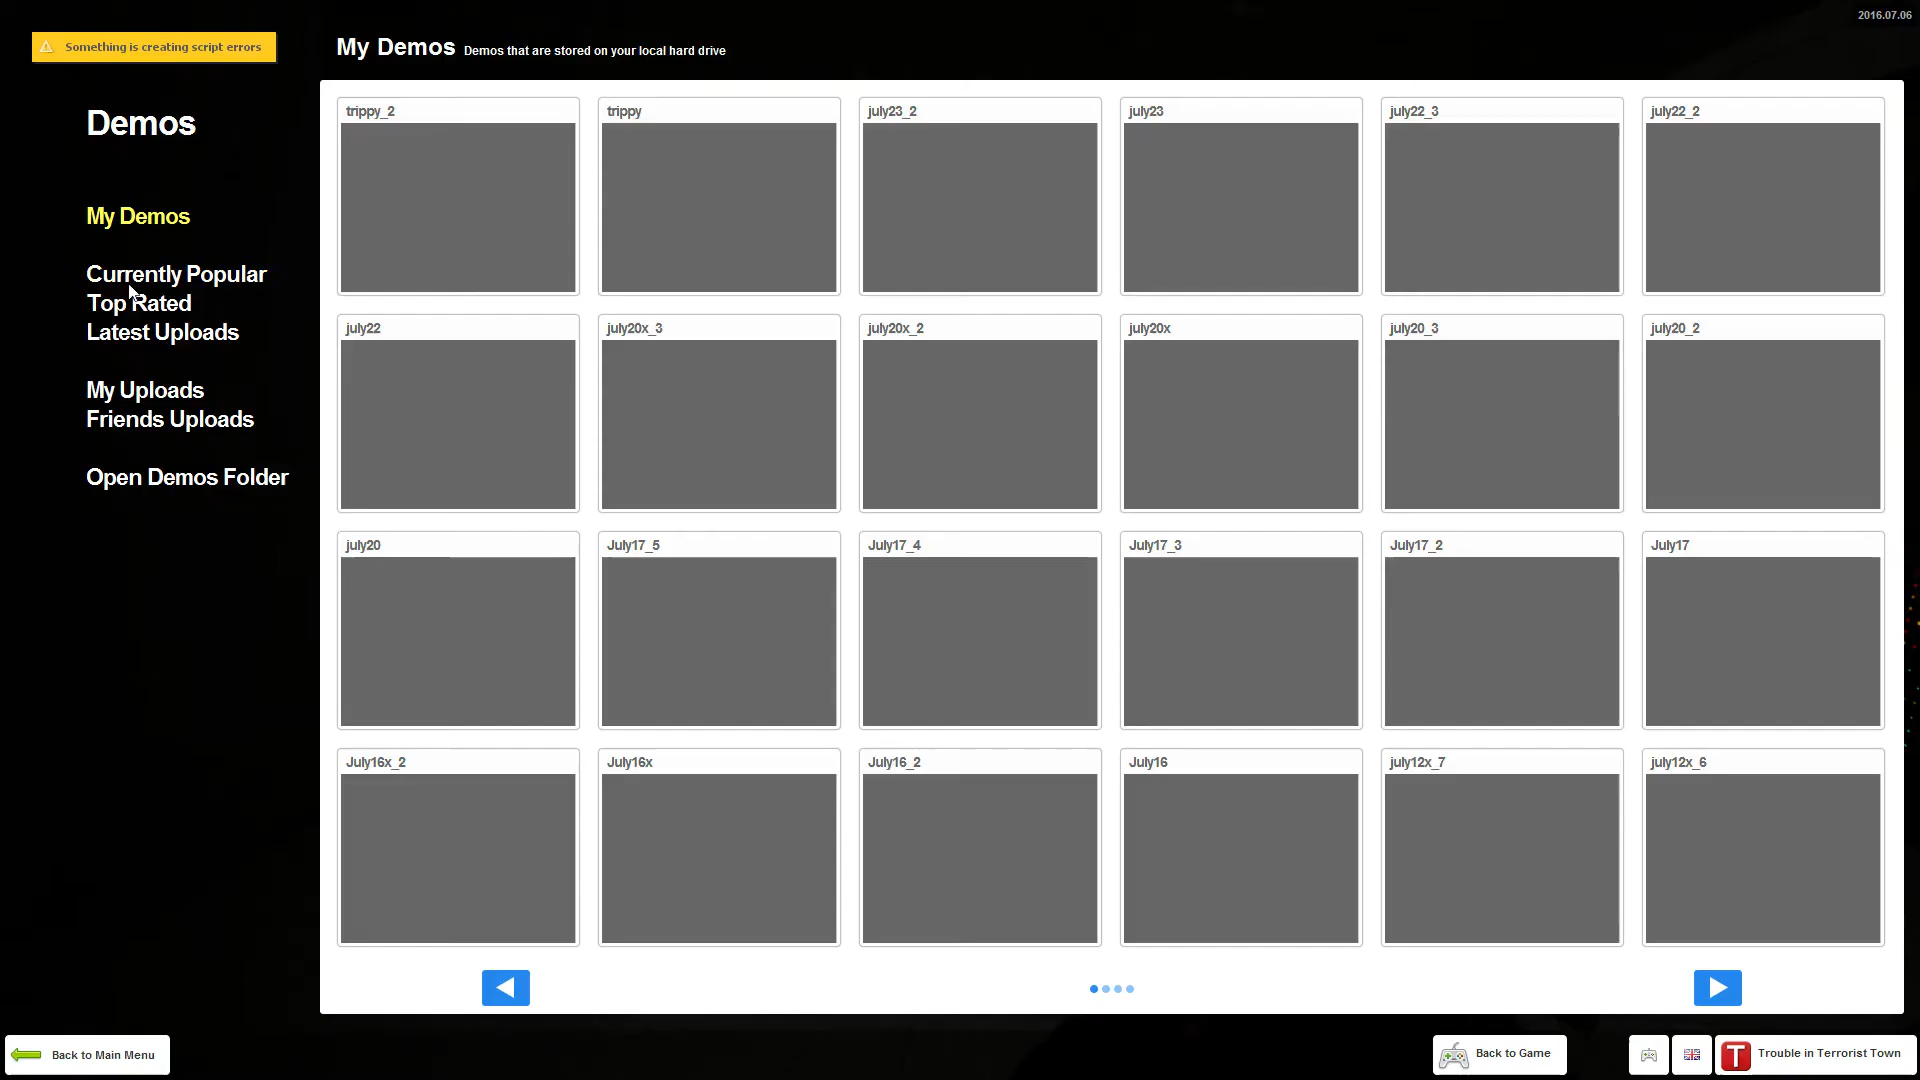 2016.07.06
Something is creating script errors
My Demos Demos that are stored on your local hard drive
Demos
My Demos
Currently Popular
Top Rated
Latest Uploads
My Uploads
Friends Uploads
Open Demos Folder
trippy_2 trippy july23_2 july23 july22_3 july22_2
july22 july20x_3 july20x_2 july20x july20_3 july20_2
july20 July17_5 July17_4 July17_3 July17_2 July17
July16x_2 July16x July16_2 July16 july12x_7 july12x_6
Back to Main Menu
Back to Game
T Trouble in Terrorist Town